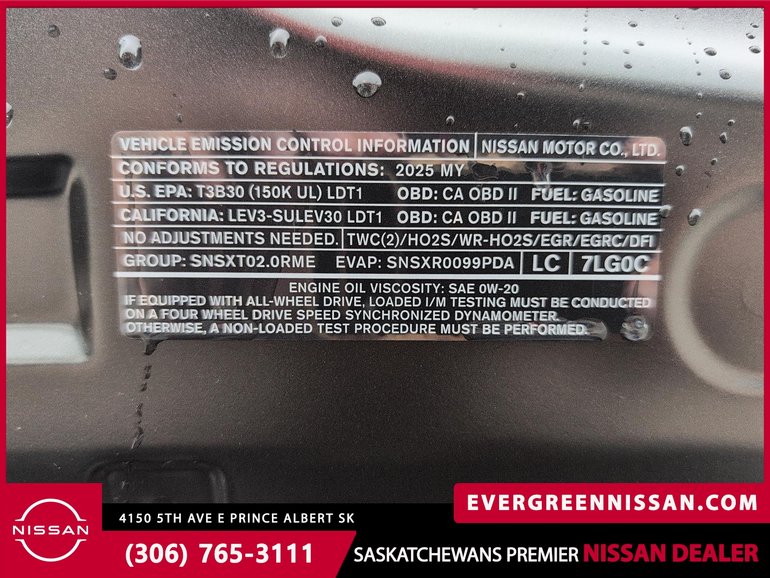 VEHICLE EMISSION CONTROL INFORMATION | NISSAN MOTOR CO., LTD.
CONFORMS TO REGULATIONS: 2025 MY
U.S. EPA: T3B30 (150K UL) LDT1 OBD: CA OBD II FUEL: GASOLINE
CALIFORNIA: LEV3-SULEV30 LDT1 OBD: CA OBD II FUEL: GASOLINE
NO ADJUSTMENTS NEEDED. TWC(2)/HO2S/WR-HO2S/EGR/EGRC/DFI
GROUP: SNSXT02.0RME EVAP: SNSXR0099PDA LC 7LG0C
ENGINE OIL VISCOSITY: SAE 0W-20
IF EQUIPPED WITH ALL-WHEEL DRIVE, LOADED I/M TESTING MUST BE CONDUCTED
ON A FOUR WHEEL DRIVE SPEED SYNCHRONIZED DYNAMOMETER.
OTHERWISE, A NON-LOADED TEST PROCEDURE MUST BE PERFORMED.
EVERGREENNISSAN.COM
NISSAN
4150 5TH AVE E PRINCE ALBERT SK
(306) 765-3111
SASKATCHEWANS PREMIER NISSAN DEALER